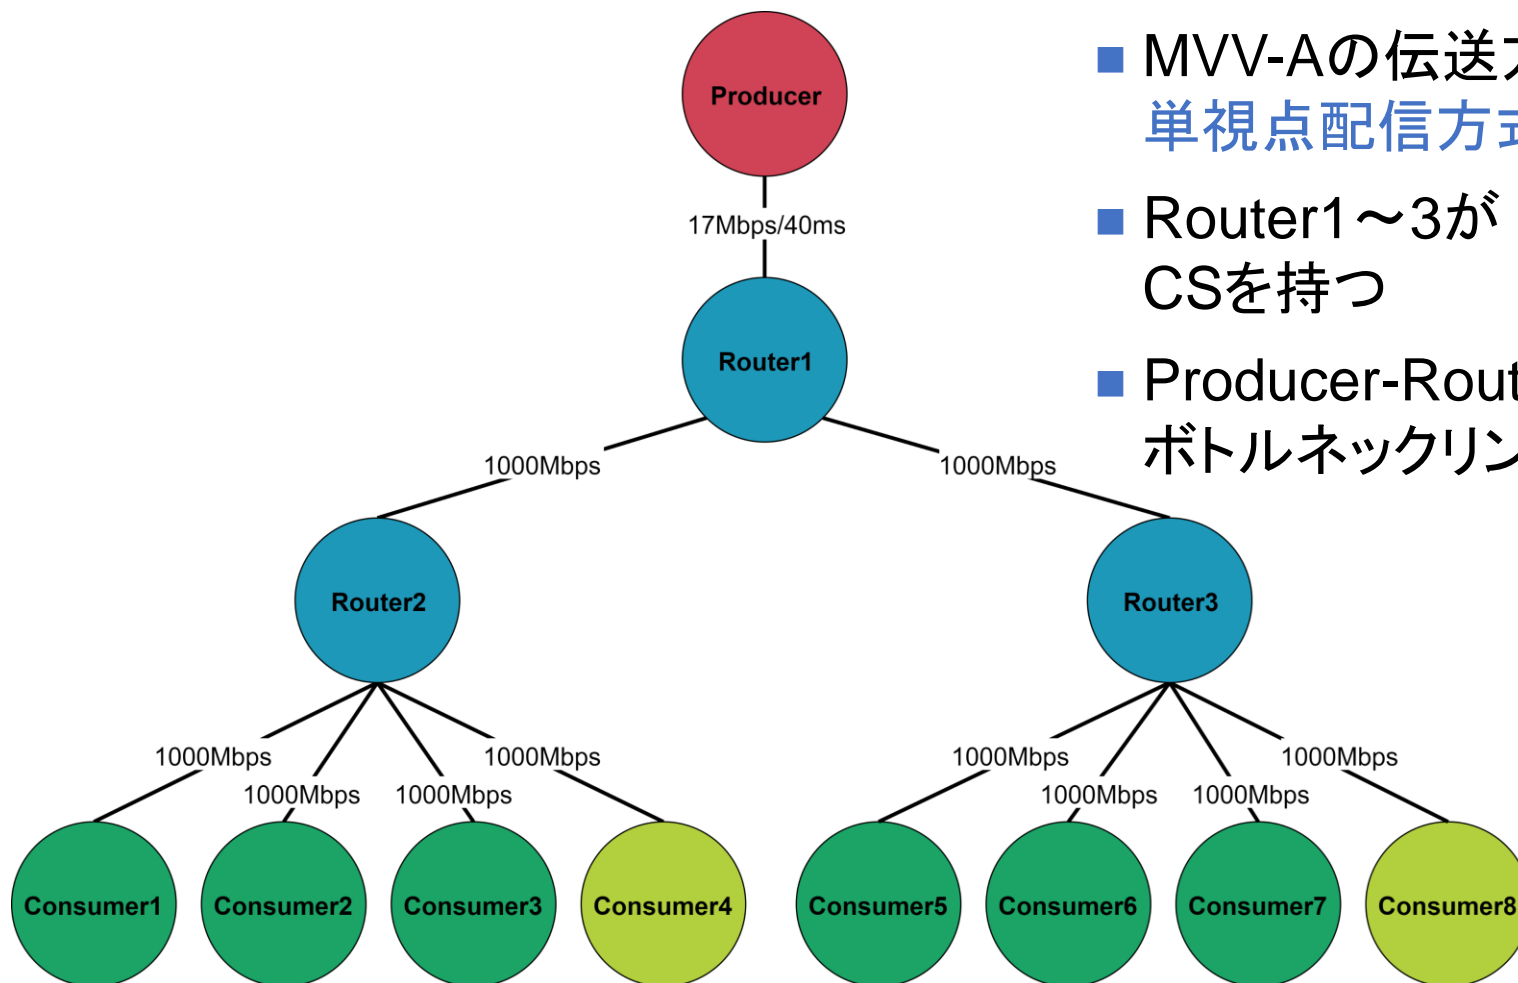 Producer
17Mbps/40ms
Router1
1000Mbps
1000Mbps
Router2
Router3
1000Mbps
1000Mbps
1000Mbps
1000Mbps
1000Mbps
1000Mbps
1000Mbps
1000Mbps
Consumer1
Consumer2
Consumer3
Consumer4
Consumer5
Consumer6
Consumer7
Consumer8
MVV-Aの伝送
単視点配信方
Router1～3が
CSを持つ
Producer-Rout
ボトルネックリン